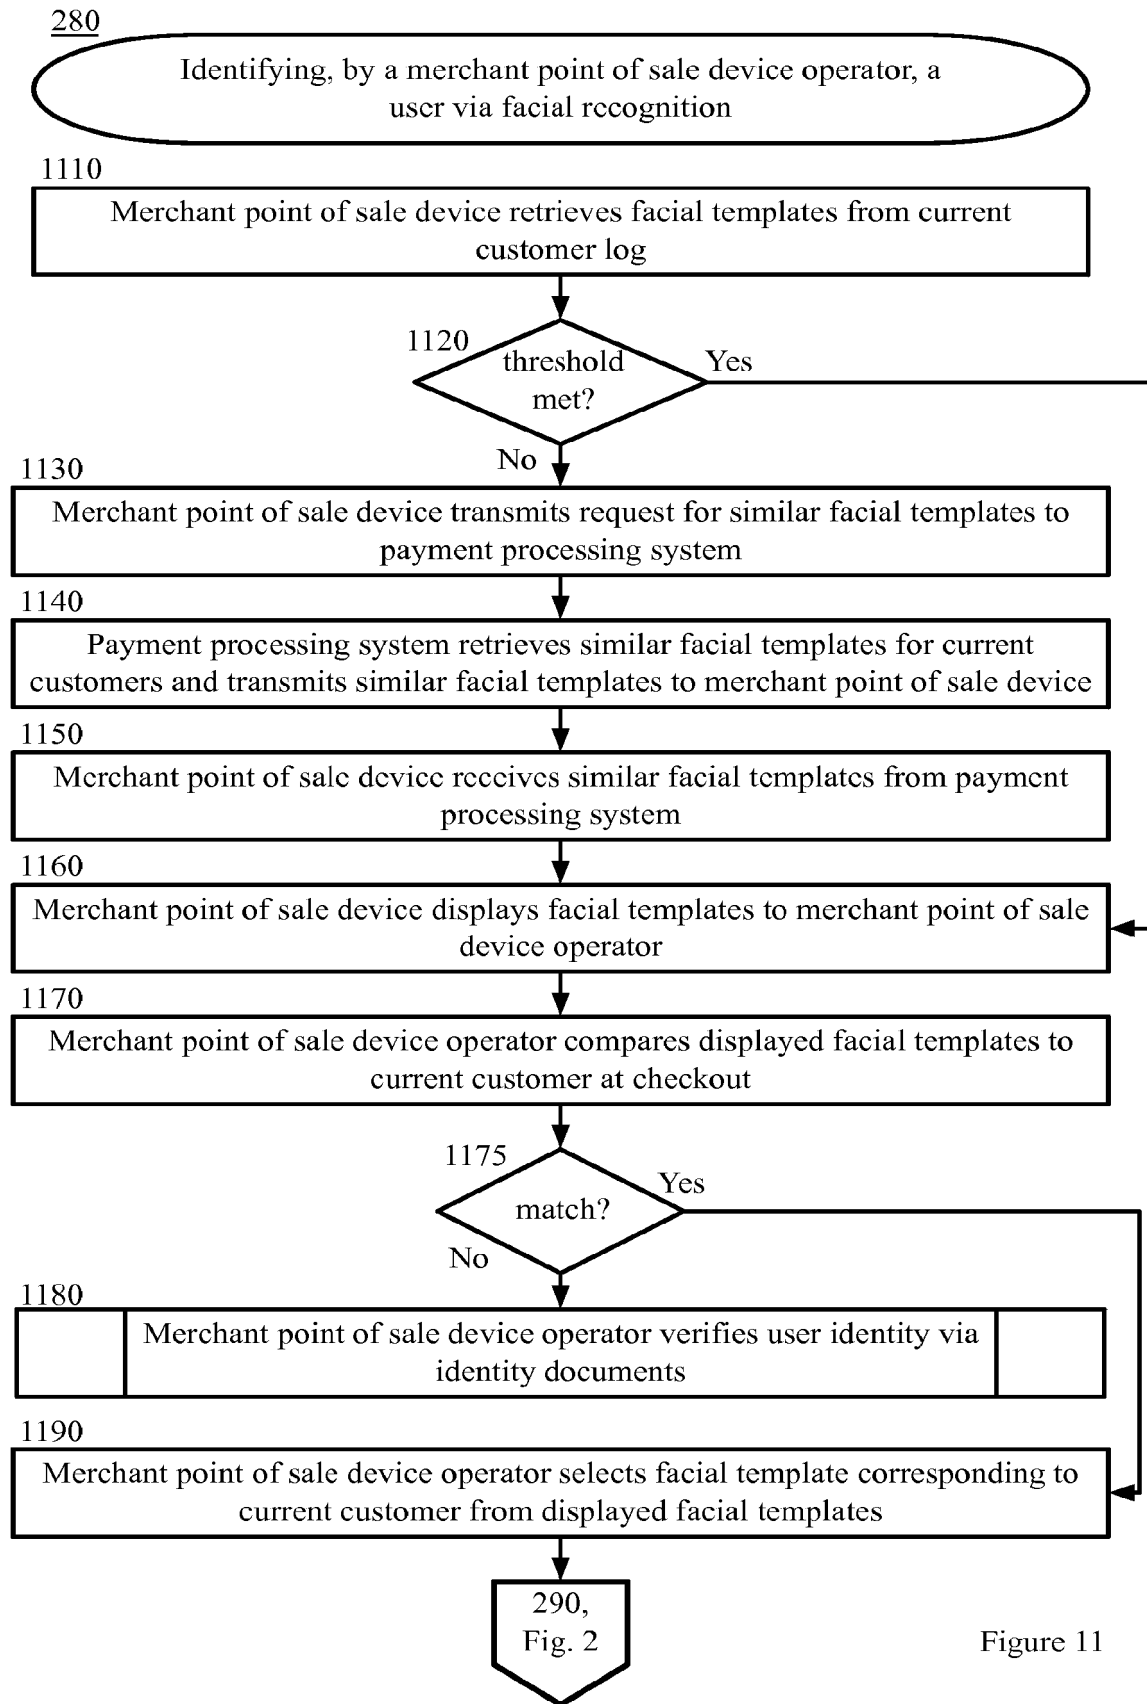 280
Identifying, by a merchant point of sale device operator, a
user via facial recognition
1110
Merchant point of sale device retrieves facial templates from current
customer log
1120
threshold
met?
Yes
No
1130
Merchant point of sale device transmits request for similar facial templates to
payment processing system
1140
Payment processing system retrieves similar facial templates for current
customers and transmits similar facial templates to merchant point of sale device
1150
Merchant point of sale device receives similar facial templates from payment
processing system
1160
Merchant point of sale device displays facial templates to merchant point of sale
device operator
1170
Merchant point of sale device operator compares displayed facial templates to
current customer at checkout
1175
match?
Yes
No
1180
Merchant point of sale device operator verifies user identity via
identity documents
1190
Merchant point of sale device operator selects facial template corresponding to
current customer from displayed facial templates
290,
Fig. 2
Figure 11